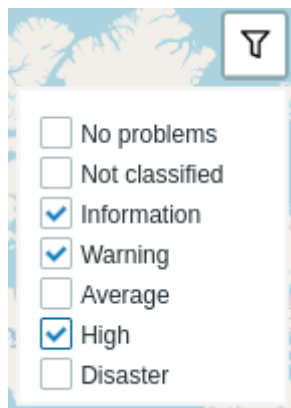 No problems
Not classified
Information
Warning
Average
High
Disaster